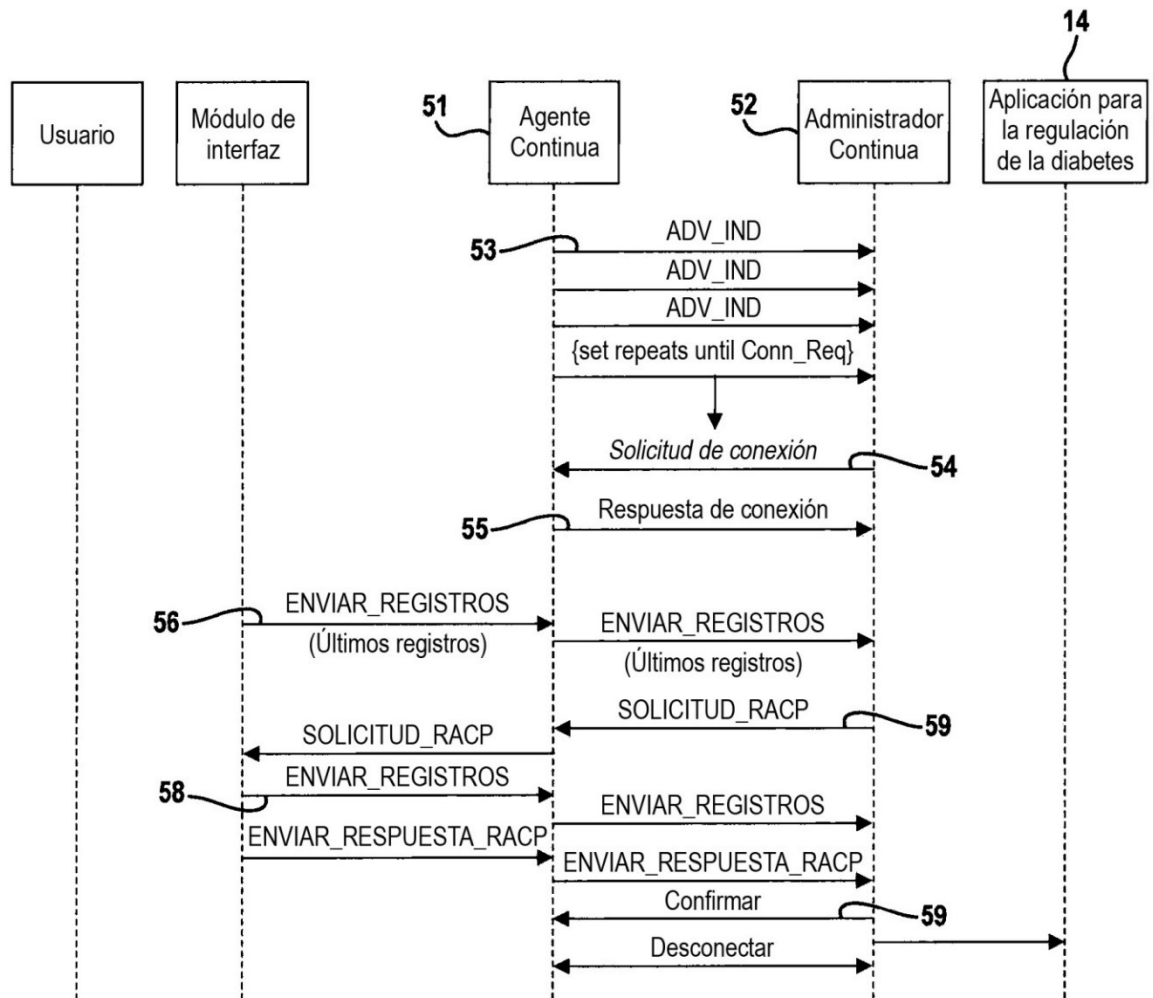 14
Usuario
Módulo de
interfaz
51
Agente
Continua
52
Administrador
Continua
Aplicación para
la regulación
de la diabetes
53
ADV_IND
ADV_IND
ADV_IND
{set repeats until Conn_Req}
Solicitud de conexión
54
Respuesta de conexión
55
56
ENVIAR_REGISTROS
(Últimos registros)
ENVIAR_REGISTROS
(Últimos registros)
SOLICITUD_RACP
59
SOLICITUD_RACP
58
ENVIAR_REGISTROS
ENVIAR_REGISTROS
ENVIAR_RESPUESTA_RACP
ENVIAR_RESPUESTA_RACP
Confirmar
59
Desconectar